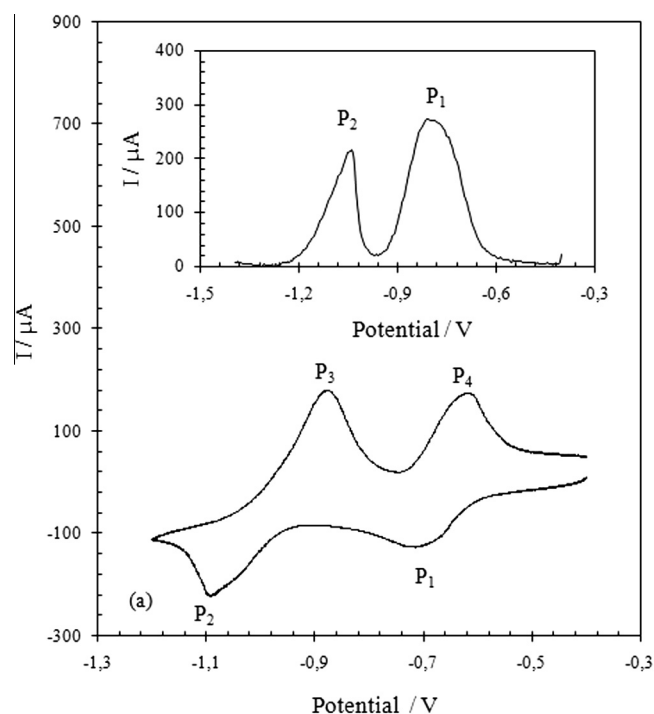 900
700
500
300
100
-100
-300
I / µA
400
300
200
100
0
I / µA
P2
P1
-1,5
-1,2
-0,9
-0,6
-0,3
Potential / V
P3
P4
P1
P2
(a)
-1,3
-1,1
-0,9
-0,7
-0,5
-0,3
Potential / V